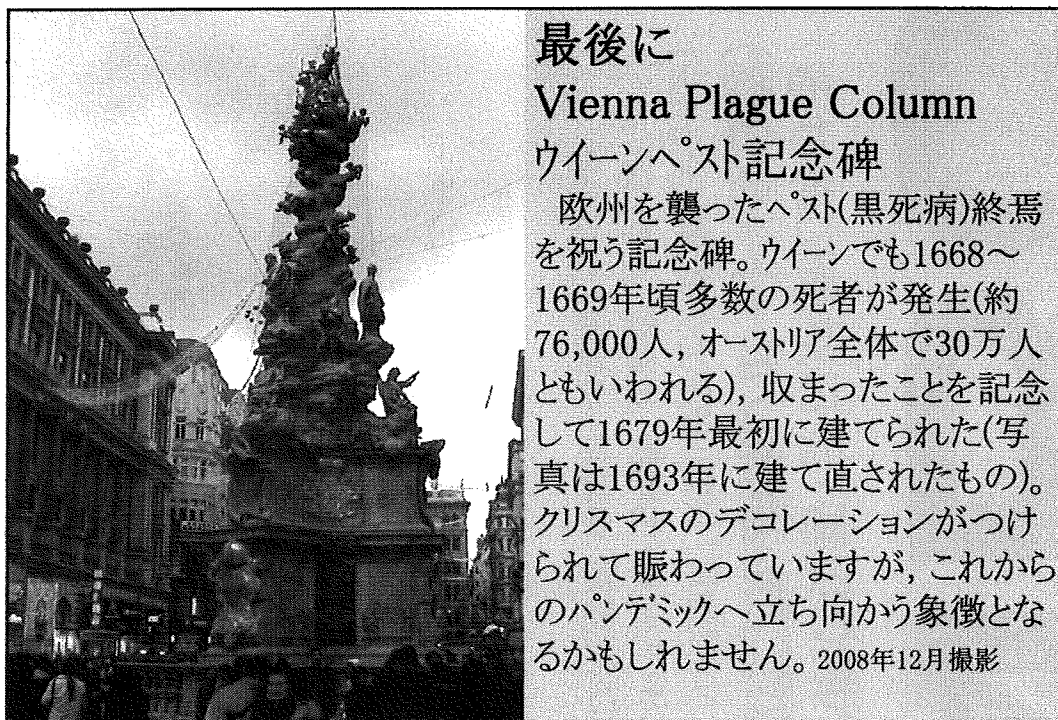 最後に
Vienna Plague Column
ウイーンペスト記念碑
欧州を襲ったペスト(黒死病)終焉
を祝う記念碑。ウイーンでも1668〜
1669年頃多数の死者が発生(約
76,000人, オーストリア全体で30万人
ともいわれる), 収まったことを記念
して1679年最初に建てられた(写
真は1693年に建て直されたもの)。
クリスマスのデコレーションがつけ
られて賑わっていますが, これから
のパンデミックへ立ち向かう象徴とな
るかもしれません。2008年12月撮影